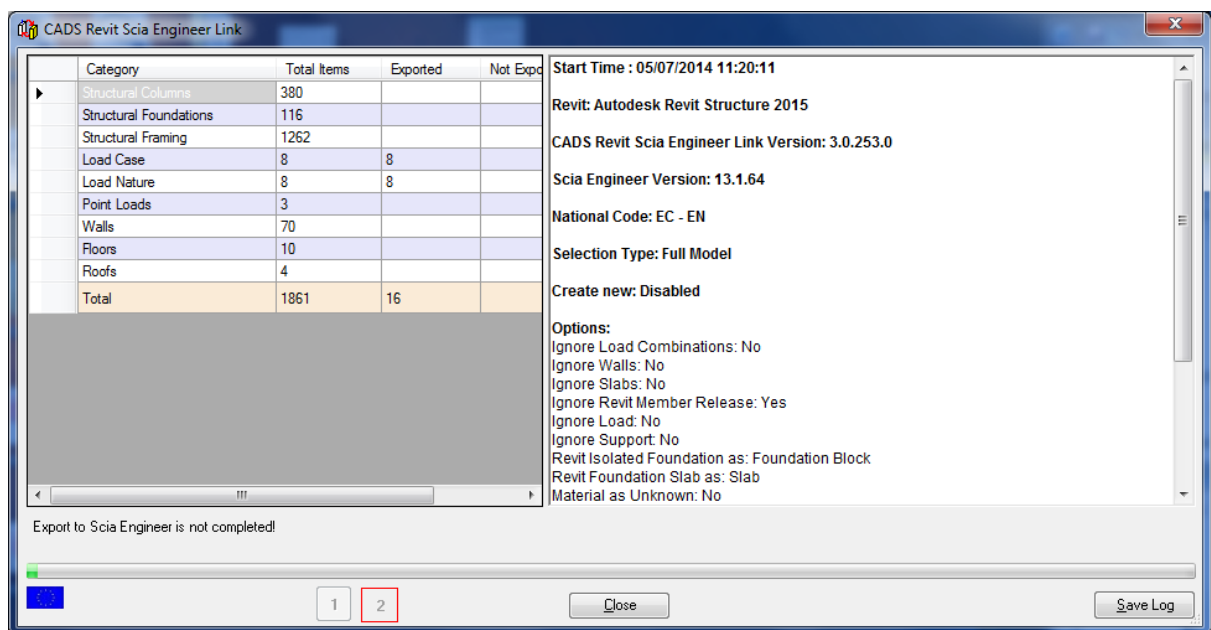 CADS Revit Scia Engineer Link
Category Total Items Exported Not Expo
Structural Columns 380
Structural Foundations 116
Structural Framing 1262
Load Case 8 8
Load Nature 8 8
Point Loads 3
Walls 70
Floors 10
Roofs 4
Total 1861 16
Start Time : 05/07/2014 11:20:11
Revit: Autodesk Revit Structure 2015
CADS Revit Scia Engineer Link Version: 3.0.253.0
Scia Engineer Version: 13.1.64
National Code: EC - EN
Selection Type: Full Model
Create new: Disabled
Options:
Ignore Load Combinations: No
Ignore Walls: No
Ignore Slabs: No
Ignore Revit Member Release: Yes
Ignore Load: No
Ignore Support: No
Revit Isolated Foundation as: Foundation Block
Revit Foundation Slab as: Slab
Material as Unknown: No
Export to Scia Engineer is not completed!
1 2
Close
Save Log